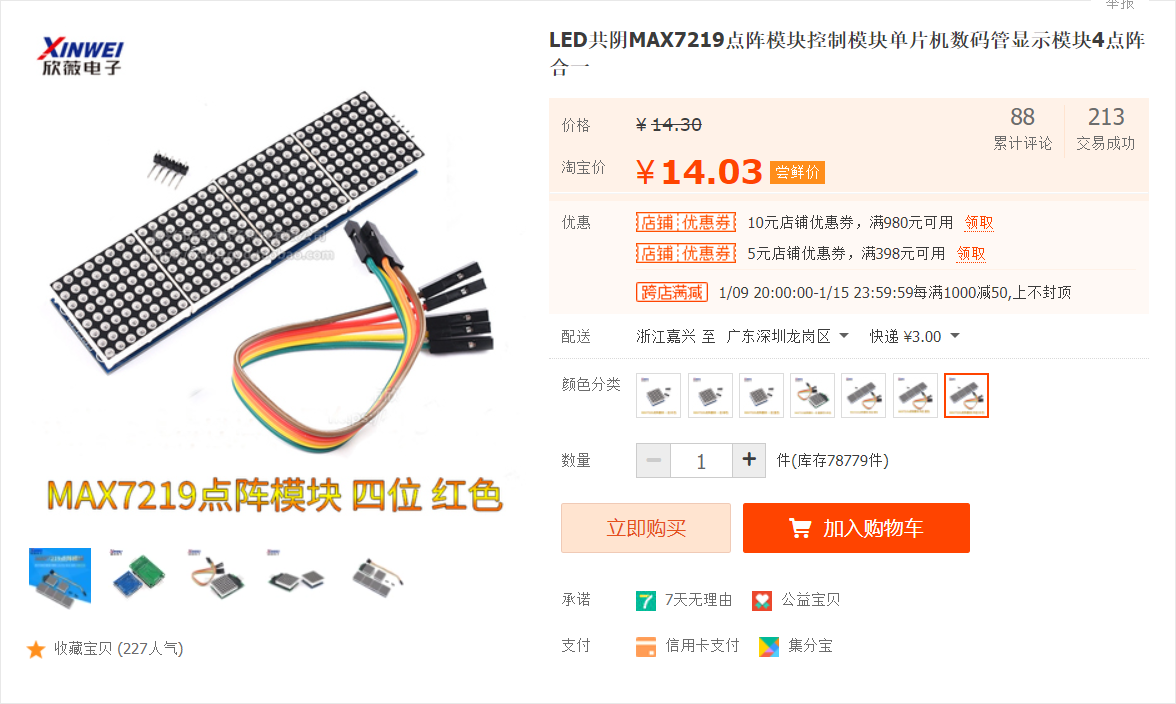 举报
XINWEI
欣薇电子
MAX7219点阵模块 四位 红色
收藏宝贝 (227人气)
LED共阴MAX7219点阵模块控制模块单片机数码管显示模块4点阵
合一
价格 ¥ 14.30
88 累计评论
213 交易成功
淘宝价 ¥ 14.03 尝鲜价
优惠 店铺 优惠券 10元店铺优惠券，满980元可用 领取
店铺 优惠券 5元店铺优惠券，满398元可用 领取
跨店满减 1/09 20:00:00-1/15 23:59:59每满1000减50,上不封顶
配送 浙江嘉兴 至 广东深圳龙岗区 快递 ¥3.00
颜色分类
数量 − 1 + 件(库存78779件)
立即购买 加入购物车
承诺 7 7天无理由 公益宝贝
支付 信用卡支付 集分宝